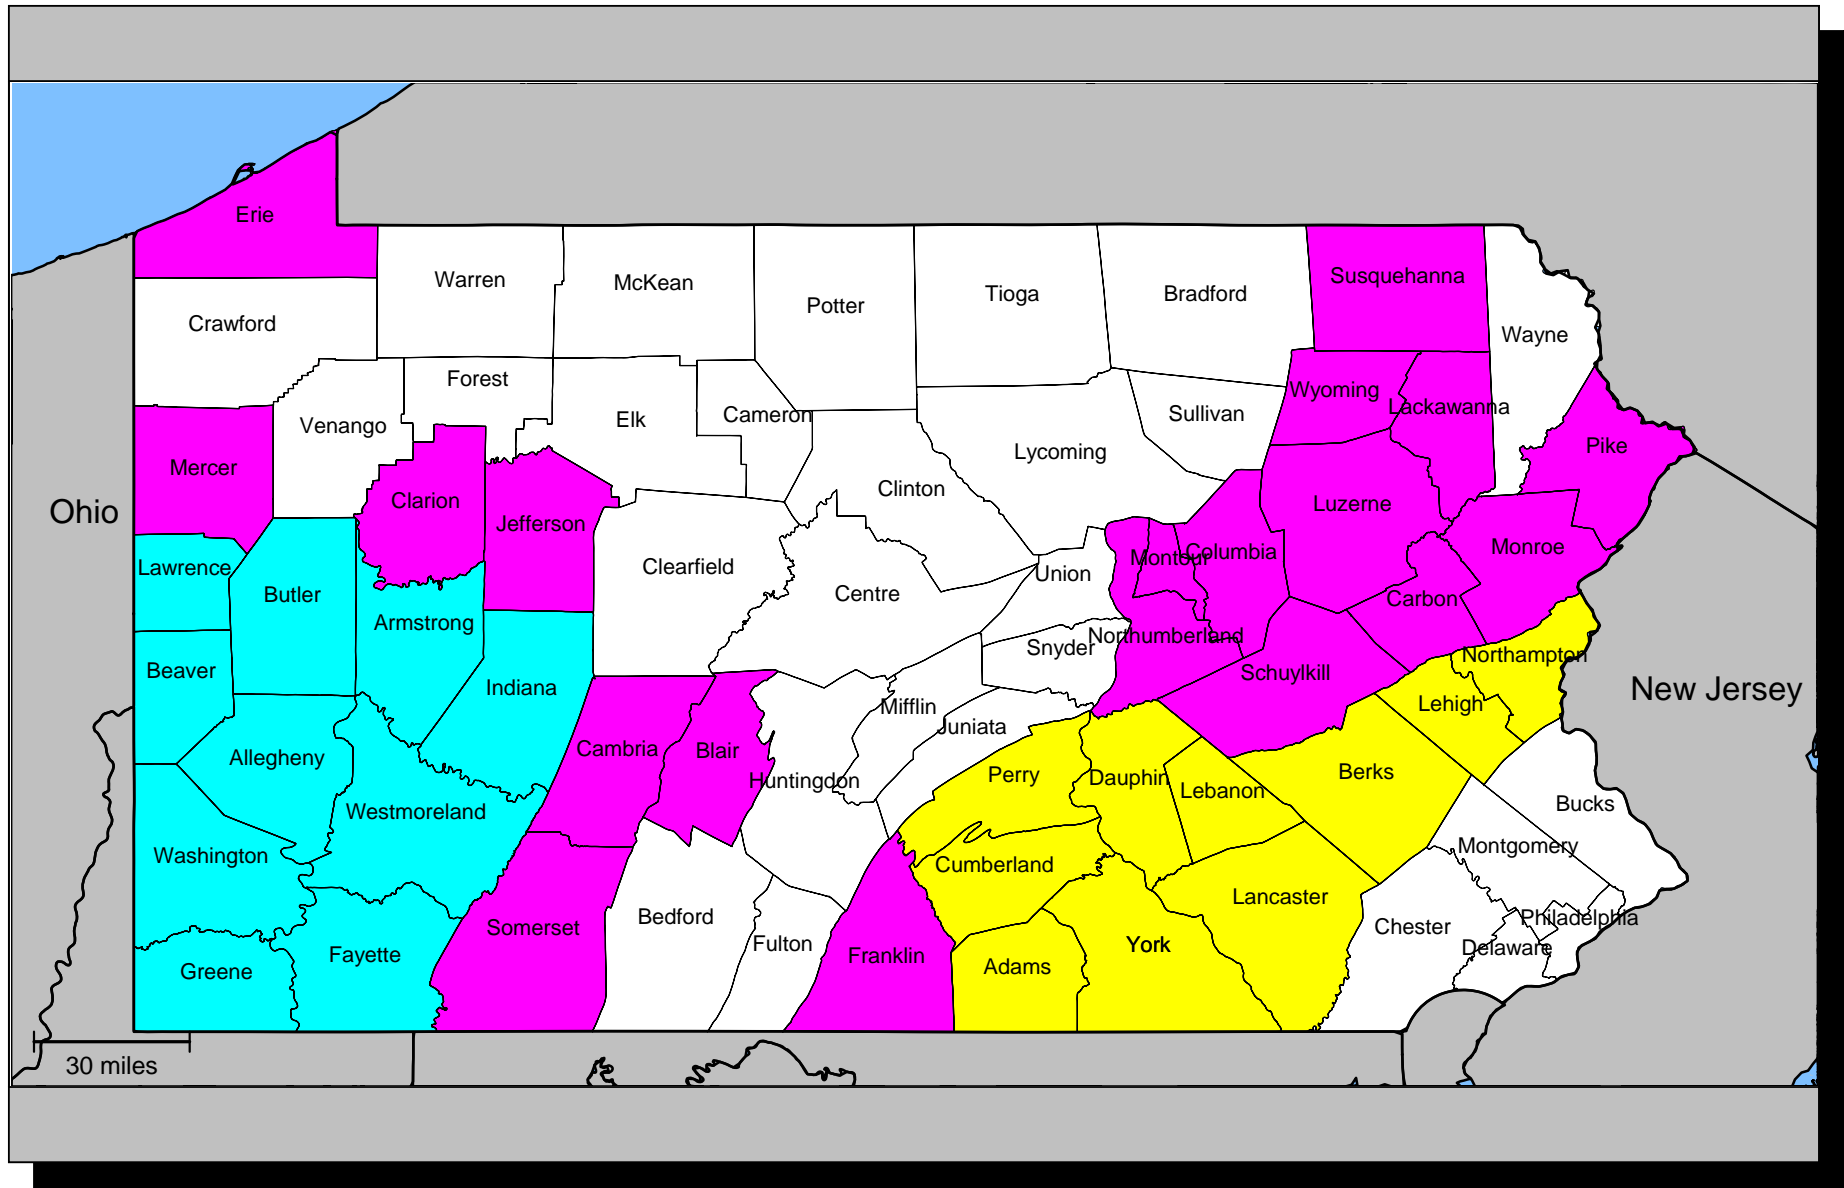 Erie
Warren
McKean
Potter
Tioga
Bradford
Susquehanna
Crawford
Wayne
Forest
Venango
Elk
Cameron
Sullivan
Wyoming
Lackawanna
Mercer
Clarion
Jefferson
Clinton
Lycoming
Luzerne
Pike
Ohio
Lawrence
Butler
Armstrong
Clearfield
Centre
Union
Montour
Columbia
Monroe
Carbon
Beaver
Indiana
Snyder
Northumberland
Schuylkill
Northampton
New Jersey
Lehigh
Allegheny
Cambria
Blair
Mifflin
Juniata
Huntingdon
Perry
Dauphin
Lebanon
Berks
Bucks
Westmoreland
Washington
Cumberland
Montgomery
Lancaster
Philadelphia
Greene
Fayette
Somerset
Bedford
Fulton
Franklin
Adams
York
Chester
Delaware
30 miles